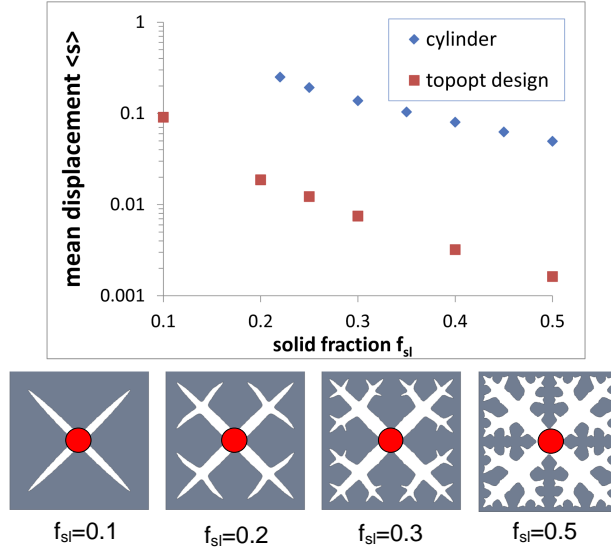 1
0.1
0.01
0.001
mean displacement <s>
cylinder
topopt design
0.1 0.2 0.3 0.4 0.5
solid fraction fsl
fsl=0.1 fsl=0.2 fsl=0.3 fsl=0.5